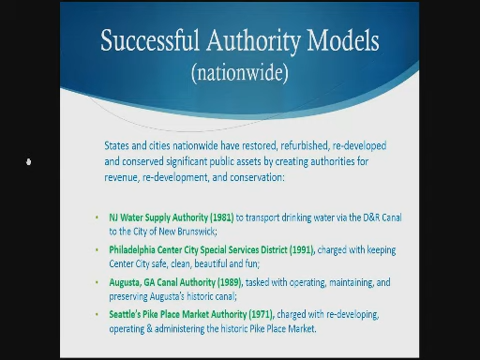 Successful Authority Models
(nationwide)
States and cities nationwide have restored, refurbished, re-developed
and conserved significant public assets by creating authorities for
revenue, re-development, and conservation:
• NJ Water Supply Authority (1981) to transport drinking water via the D&R Canal
to the City of New Brunswick;
• Philadelphia Center City Special Services District (1991), charged with keeping
Center City safe, clean, beautiful and fun;
• Augusta, GA Canal Authority (1989), tasked with operating, maintaining, and
preserving Augusta's historic canal;
• Seattle's Pike Place Market Authority (1971), charged with re-developing,
operating & administering the historic Pike Place Market.